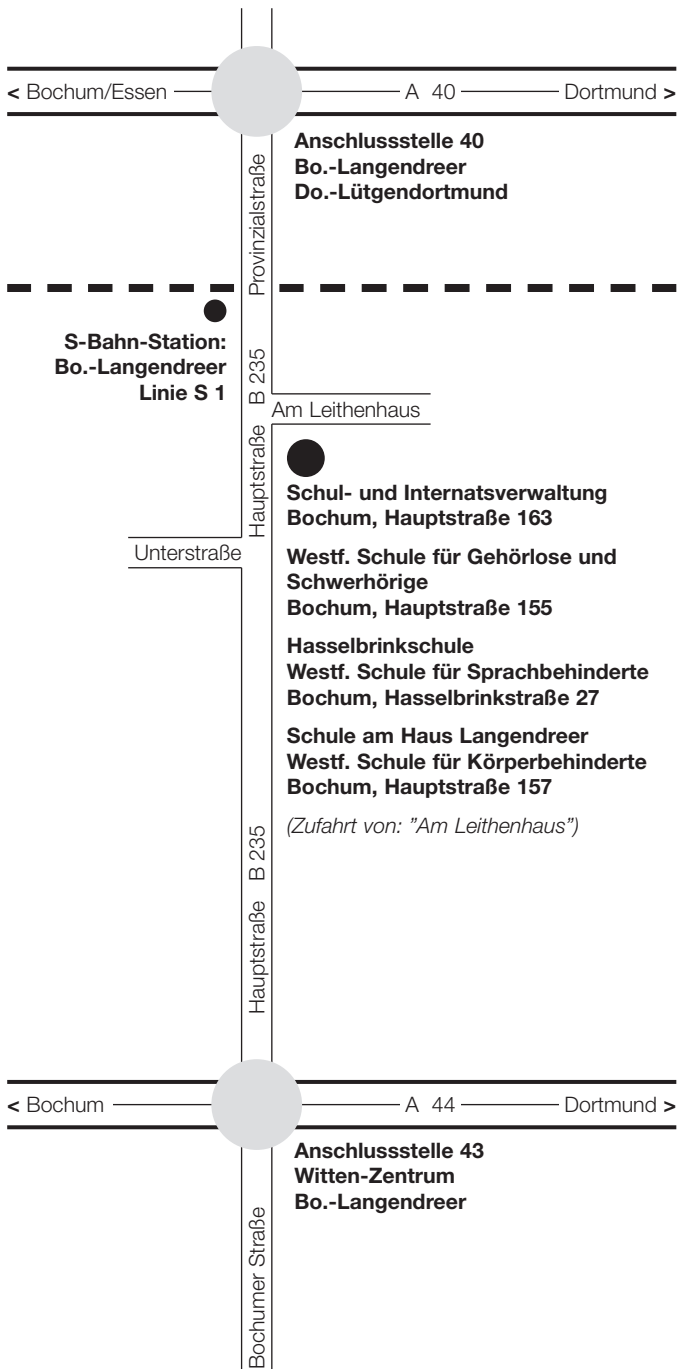 < Bochum/Essen
A 40
Dortmund >
Anschlussstelle 40
Bo.-Langendreer
Do.-Lütgendortmund
Provinzialstraße
S-Bahn-Station:
Bo.-Langendreer
Linie S 1
Hauptstraße B 235
Am Leithenhaus
Schul- und Internatsverwaltung
Bochum, Hauptstraße 163
Unterstraße
Westf. Schule für Gehörlose und
Schwerhörige
Bochum, Hauptstraße 155
Hasselbrinkschule
Westf. Schule für Sprachbehinderte
Bochum, Hasselbrinkstraße 27
Schule am Haus Langendreer
Westf. Schule für Körperbehinderte
Bochum, Hauptstraße 157
(Zufahrt von: ”Am Leithenhaus”)
Hauptstraße B 235
< Bochum
A 44
Dortmund >
Anschlussstelle 43
Witten-Zentrum
Bo.-Langendreer
Bochumer Straße